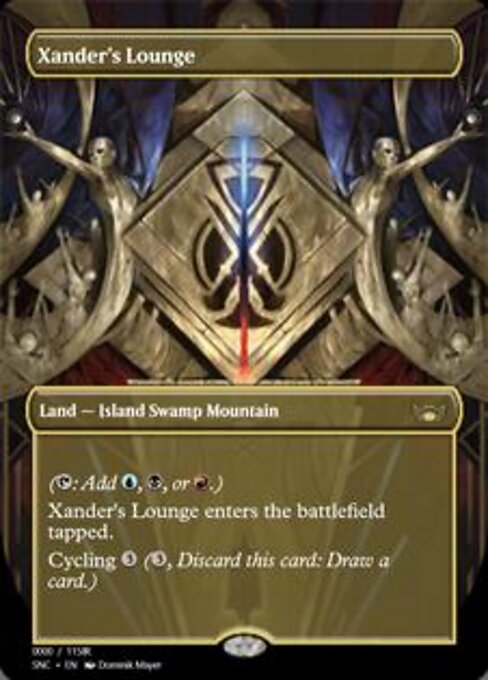 Xander's Lounge
Land — Island Swamp Mountain
(: Add , , or .)
Xander's Lounge enters the battlefield
tapped.
Cycling 3 (3, Discard this card: Draw a
card.)
SNC • EN Dominik Mayer